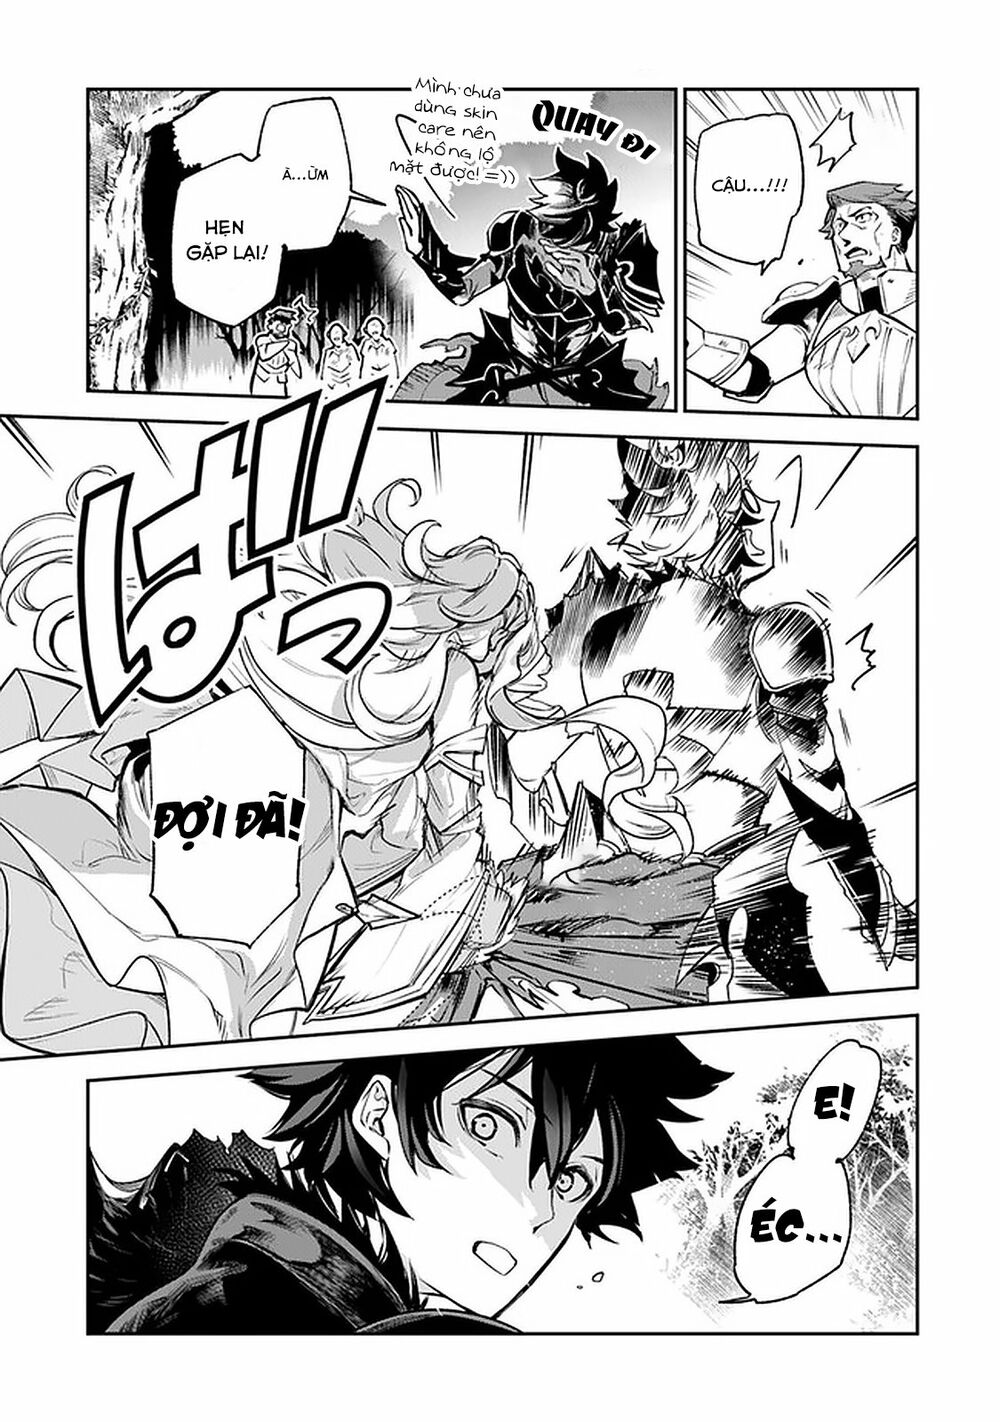 CẬU...!!!
QUAY ĐI
Mình chưa
dùng skin
care nên
không lộ
mặt được! =))
À...ỪM
HẸN
GẶP LẠI!
ばっ
ĐỢI ĐÃ!
E!
ÉC...